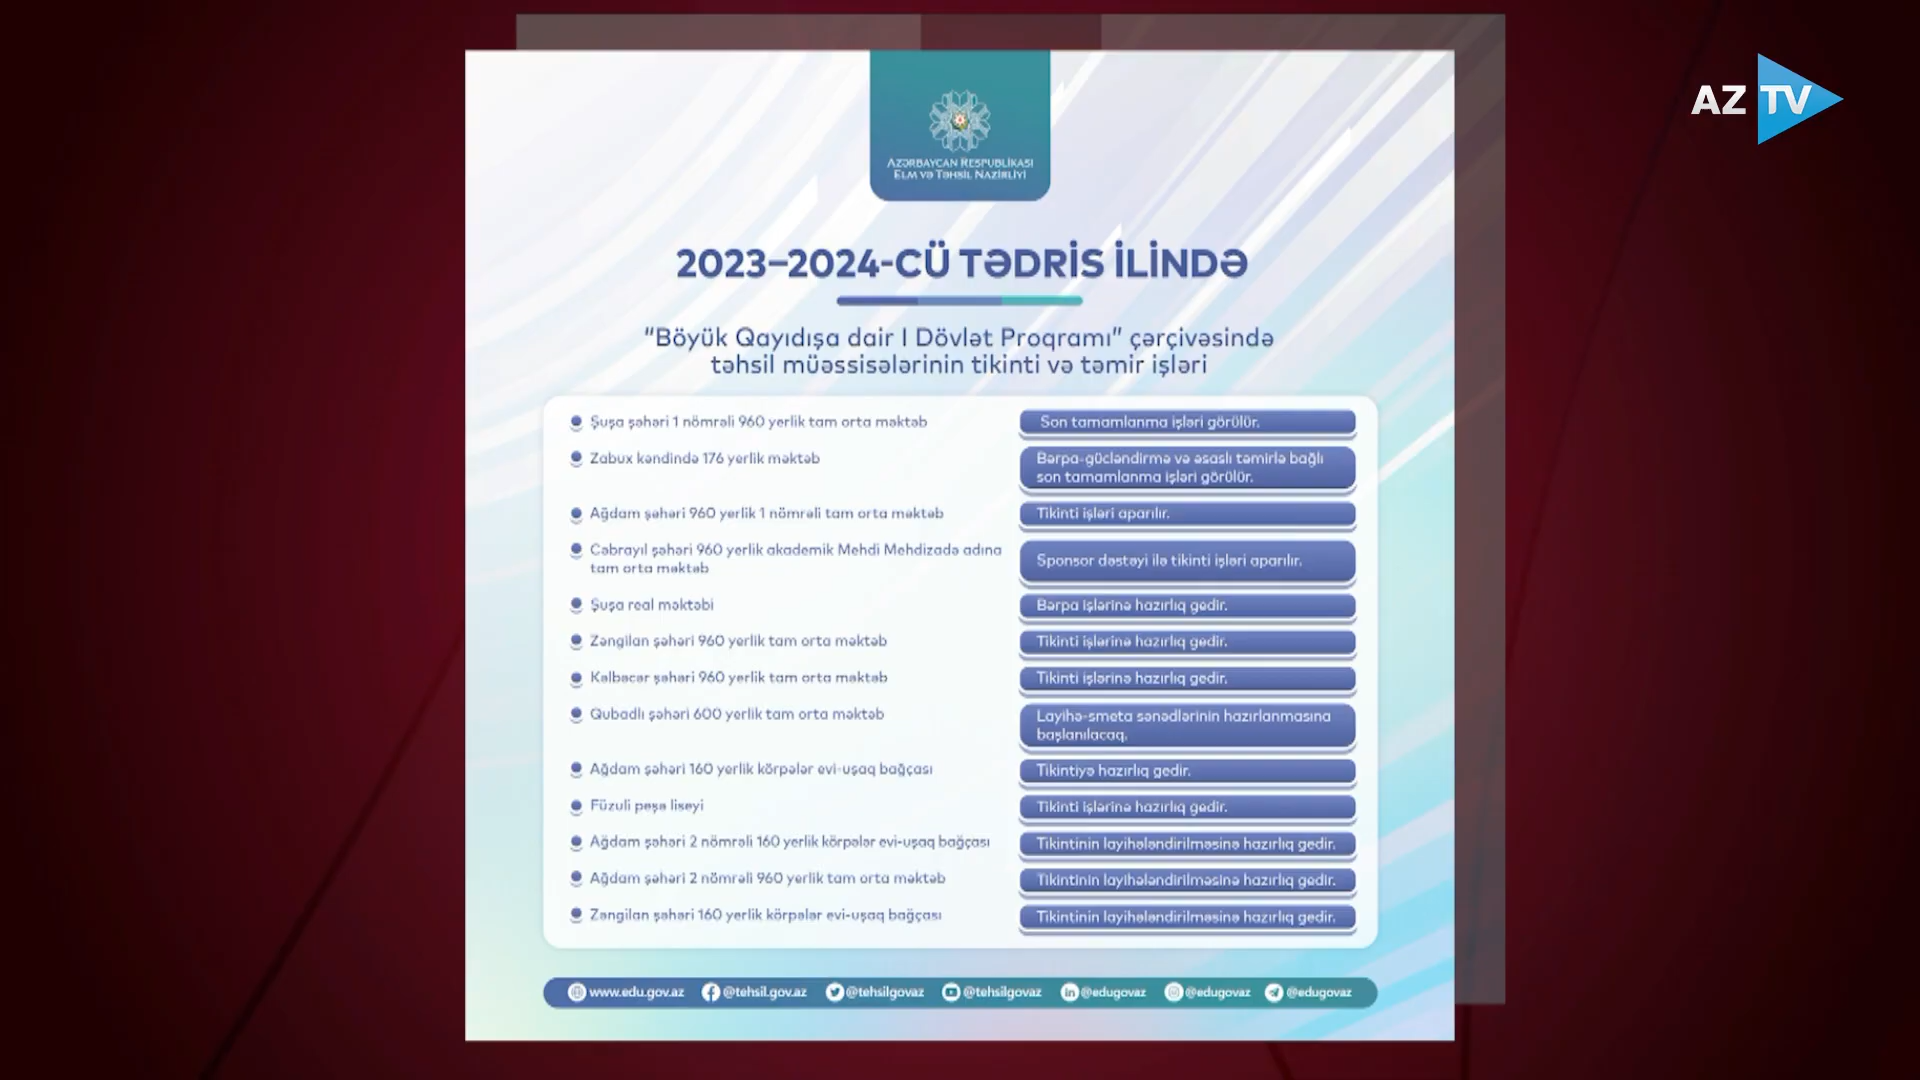 AZ TV
AZƏRBAYCAN RESPUBLİKASI
ELM VƏ TƏHSİL NAZİRLİYİ
2023–2024-CÜ TƏDRİS İLİNDƏ
“Böyük Qayıdışa dair I Dövlət Proqramı” çərçivəsində
təhsil müəssisələrinin tikinti və təmir işləri
Şuşa şəhəri 1 nömrəli 960 yerlik tam orta məktəb
Son tamamlanma işləri görülür.
Zabux kəndində 176 yerlik məktəb
Bərpa-gücləndirmə və əsaslı təmirlə bağlı
son tamamlanma işləri görülür.
Ağdam şəhəri 960 yerlik 1 nömrəli tam orta məktəb
Tikinti işləri aparılır.
Cəbrayıl şəhəri 960 yerlik akademik Mehdi Mehdizadə adına
tam orta məktəb
Sponsor dəstəyi ilə tikinti işləri aparılır.
Şuşa real məktəbi
Bərpa işlərinə hazırlıq gedir.
Zəngilan şəhəri 960 yerlik tam orta məktəb
Tikinti işlərinə hazırlıq gedir.
Kəlbəcər şəhəri 960 yerlik tam orta məktəb
Tikinti işlərinə hazırlıq gedir.
Qubadlı şəhəri 600 yerlik tam orta məktəb
Layihə-smeta sənədlərinin hazırlanmasına
başlanılacaq.
Ağdam şəhəri 160 yerlik körpələr evi-uşaq bağçası
Tikintiyə hazırlıq gedir.
Füzuli peşə liseyi
Tikinti işlərinə hazırlıq gedir.
Ağdam şəhəri 2 nömrəli 160 yerlik körpələr evi-uşaq bağçası
Tikintinin layihələndirilməsinə hazırlıq gedir.
Ağdam şəhəri 2 nömrəli 960 yerlik tam orta məktəb
Tikintinin layihələndirilməsinə hazırlıq gedir.
Zəngilan şəhəri 160 yerlik körpələr evi-uşaq bağçası
Tikintinin layihələndirilməsinə hazırlıq gedir.
www.edu.gov.az @tehsil.gov.az @tehsilgovaz @tehsilgovaz @edugovaz @edugovaz @edugovaz